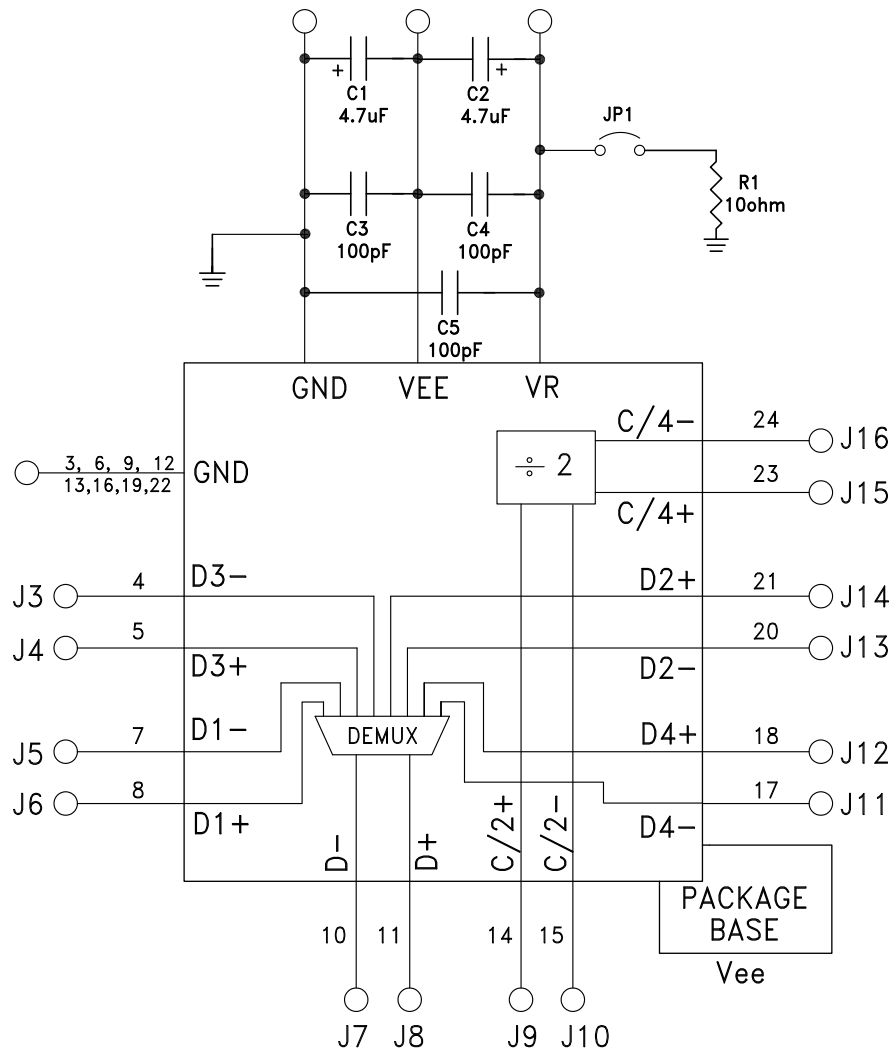 + C1 4.7uF
+ C2 4.7uF
JP1
R1
10ohm
C3
100pF
C4
100pF
C5
100pF
GND VEE VR
C/4- 24 J16
÷ 2
3, 6, 9, 12
13,16,19,22
GND
23 J15
C/4+
J3 4 D3-
D2+ 21 J14
J4 5 D3+
20 J13
D2-
J5 7 D1-
DEMUX
D4+ 18 J12
J6 8 D1+
17 J11
D4-
D- D+ C/2+ C/2-
PACKAGE
BASE
Vee
10 11 14 15
J7 J8 J9 J10